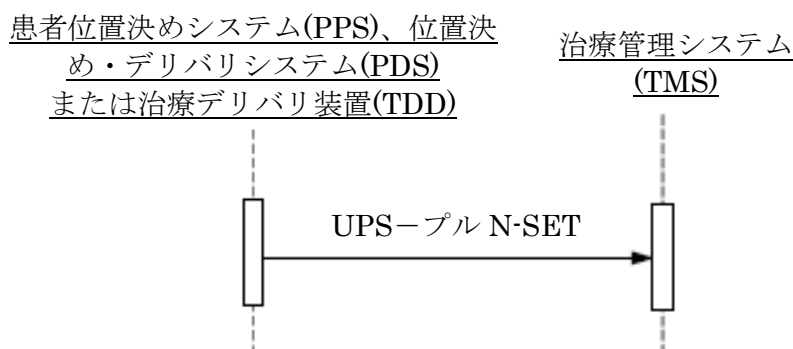 患者位置決めシステム(PPS)、位置決
め・デリバリシステム(PDS)
または治療デリバリ装置(TDD)
治療管理システム
(TMS)
UPS－プル N-SET